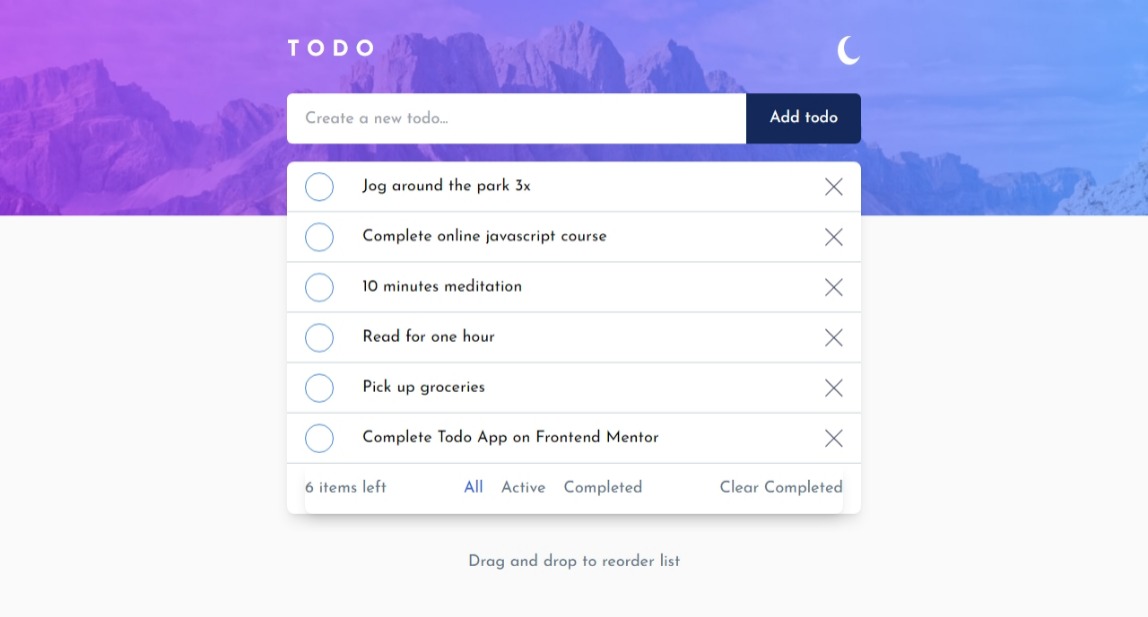 TODO
Create a new todo...
Add todo
Jog around the park 3x
Complete online javascript course
10 minutes meditation
Read for one hour
Pick up groceries
Complete Todo App on Frontend Mentor
6 items left All Active Completed Clear Completed
Drag and drop to reorder list